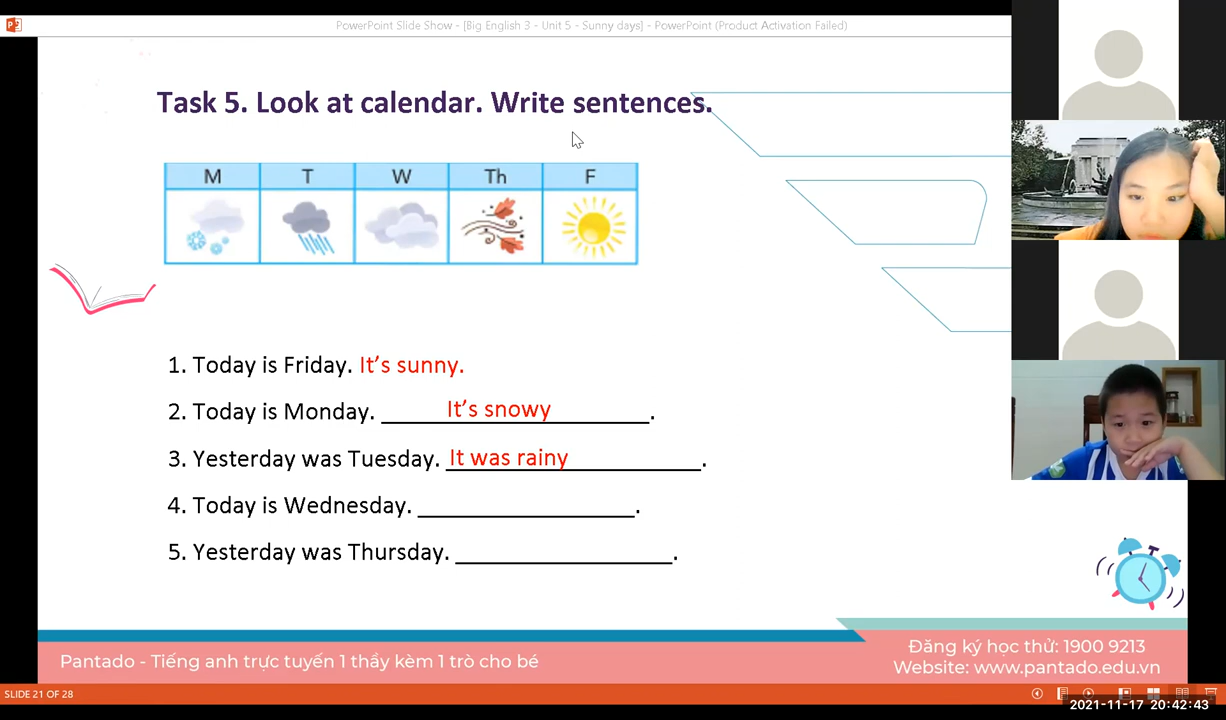 PowerPoint Slide Show - [Big English 3 - Unit 5 - Sunny days] - PowerPoint (Product Activation Failed)
Task 5. Look at calendar. Write sentences.
M T W Th F
1. Today is Friday. It's sunny.
2. Today is Monday. It's snowy.
3. Yesterday was Tuesday. It was rainy.
4. Today is Wednesday. ____________________.
5. Yesterday was Thursday. ____________________.
Đăng ký học thử: 1900 9213
Pantado - Tiếng anh trực tuyến 1 thầy kèm 1 trò cho bé
Website: www.pantado.edu.vn
SLIDE 21 OF 28
2021-11-17 20:42:43